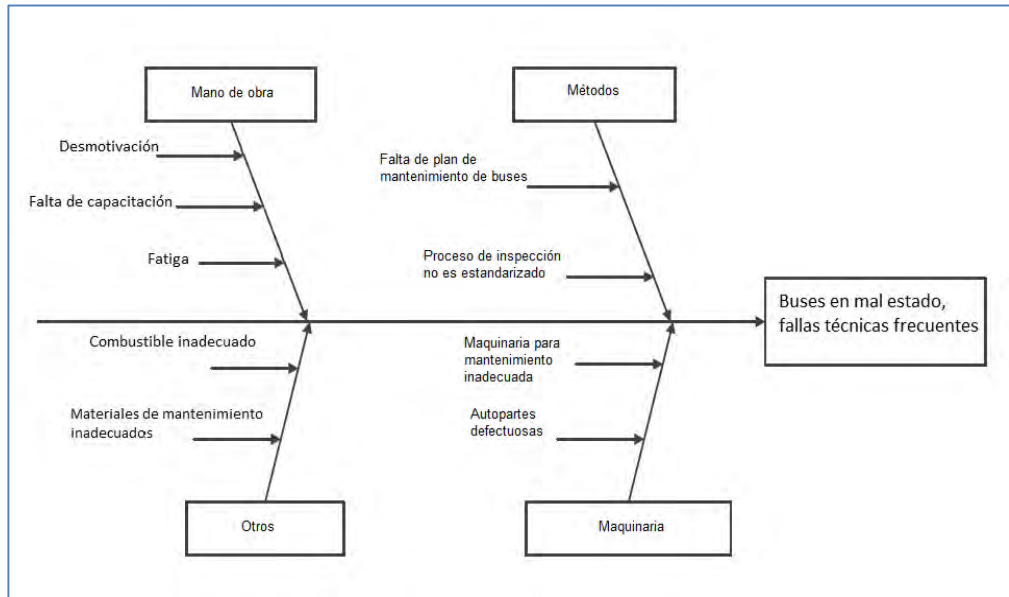 Mano de obra
Métodos
Desmotivación
Falta de plan de
mantenimiento de buses
Falta de capacitación
Fatiga
Proceso de inspección
no es estandarizado
Buses en mal estado,
fallas técnicas frecuentes
Combustible inadecuado
Maquinaria para
mantenimiento
inadecuada
Materiales de mantenimiento
inadecuados
Autopartes
defectuosas
Otros
Maquinaria